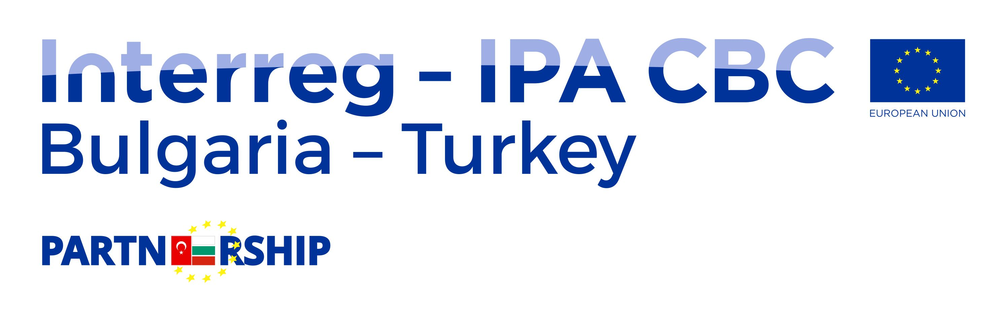 Interreg - IPA CBC
EUROPEAN UNION
Bulgaria – Turkey
PARTNERSHIP